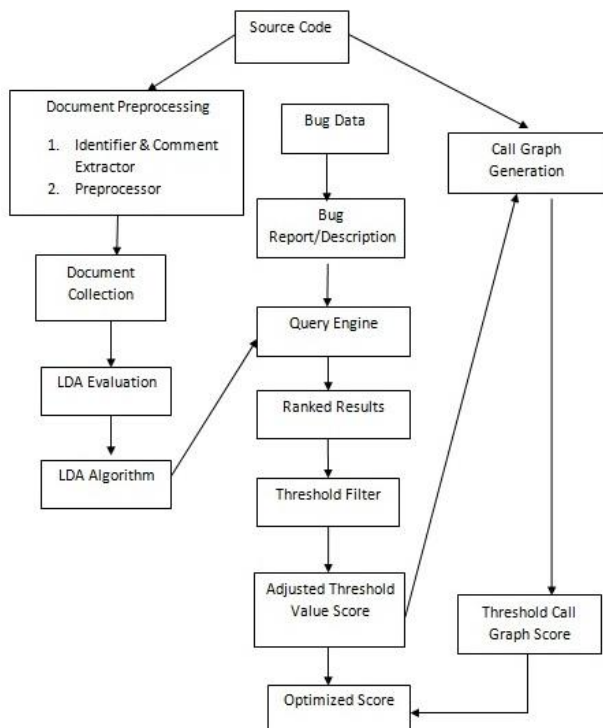 Source Code
Document Preprocessing
1. Identifier & Comment
Extractor
2. Preprocessor
Bug Data
Call Graph
Generation
Bug
Report/Description
Document
Collection
Query Engine
LDA Evaluation
Ranked Results
LDA Algorithm
Threshold Filter
Adjusted Threshold
Value Score
Threshold Call
Graph Score
Optimized Score